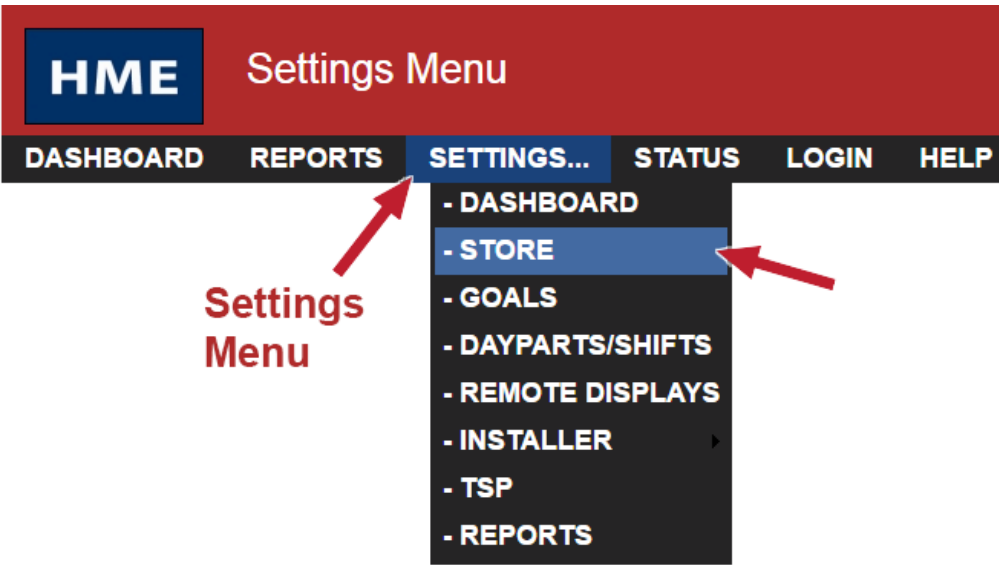 HME
Settings Menu
DASHBOARD REPORTS SETTINGS... STATUS LOGIN HELP
- DASHBOARD
- STORE
- GOALS
- DAYPARTS/SHIFTS
- REMOTE DISPLAYS
- INSTALLER
- TSP
- REPORTS
Settings
Menu